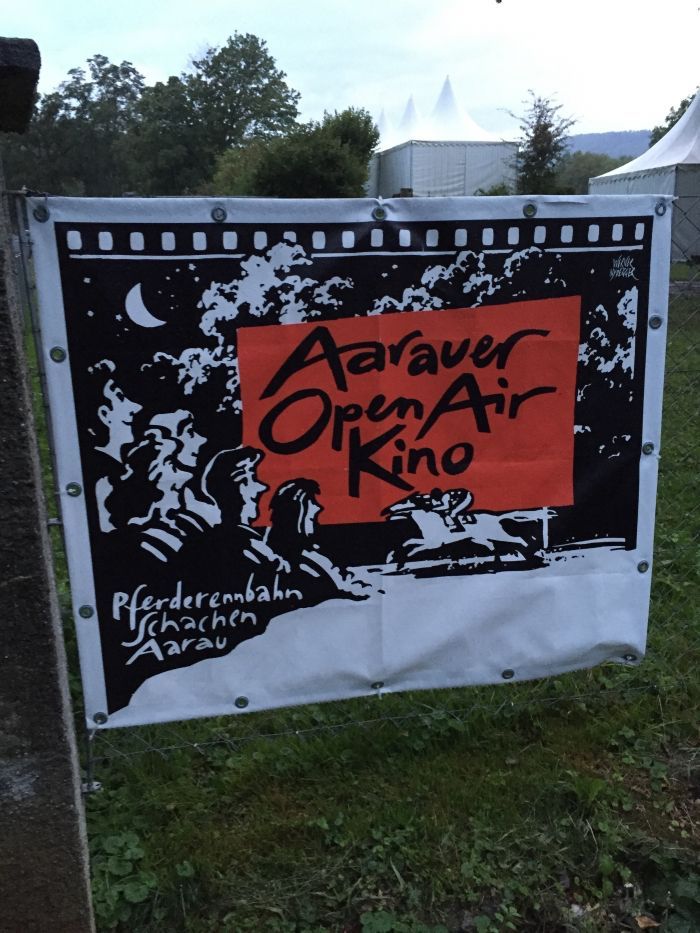 Aarauer
Open Air
Kino
Pferderennbahn
Schachen
Aarau